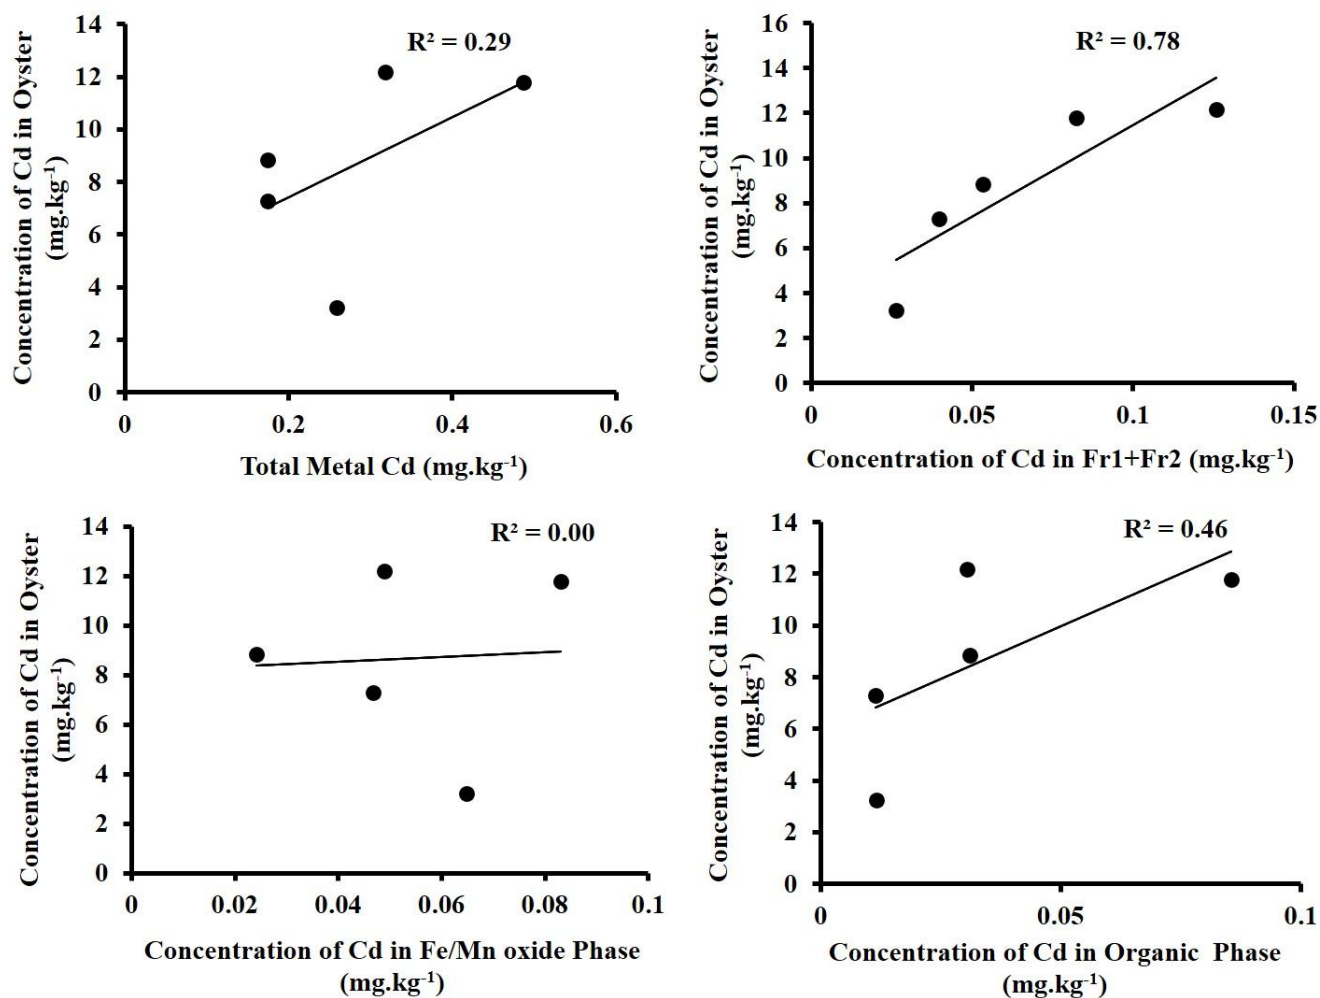 Concentration of Cd in Oyster
(mg.kg⁻¹)
14
12
10
8
6
4
2
0
R² = 0.29
0 0.2 0.4 0.6
Total Metal Cd (mg.kg⁻¹)
Concentration of Cd in Oyster
(mg.kg⁻¹)
16
14
12
10
8
6
4
2
0
R² = 0.78
0 0.05 0.1 0.15
Concentration of Cd in Fr1+Fr2 (mg.kg⁻¹)
Concentration of Cd in Oyster
(mg.kg⁻¹)
14
12
10
8
6
4
2
0
R² = 0.00
0 0.02 0.04 0.06 0.08 0.1
Concentration of Cd in Fe/Mn oxide Phase
(mg.kg⁻¹)
Concentration of Cd in Oyster
(mg.kg⁻¹)
14
12
10
8
6
4
2
0
R² = 0.46
0 0.05 0.1
Concentration of Cd in Organic Phase
(mg.kg⁻¹)